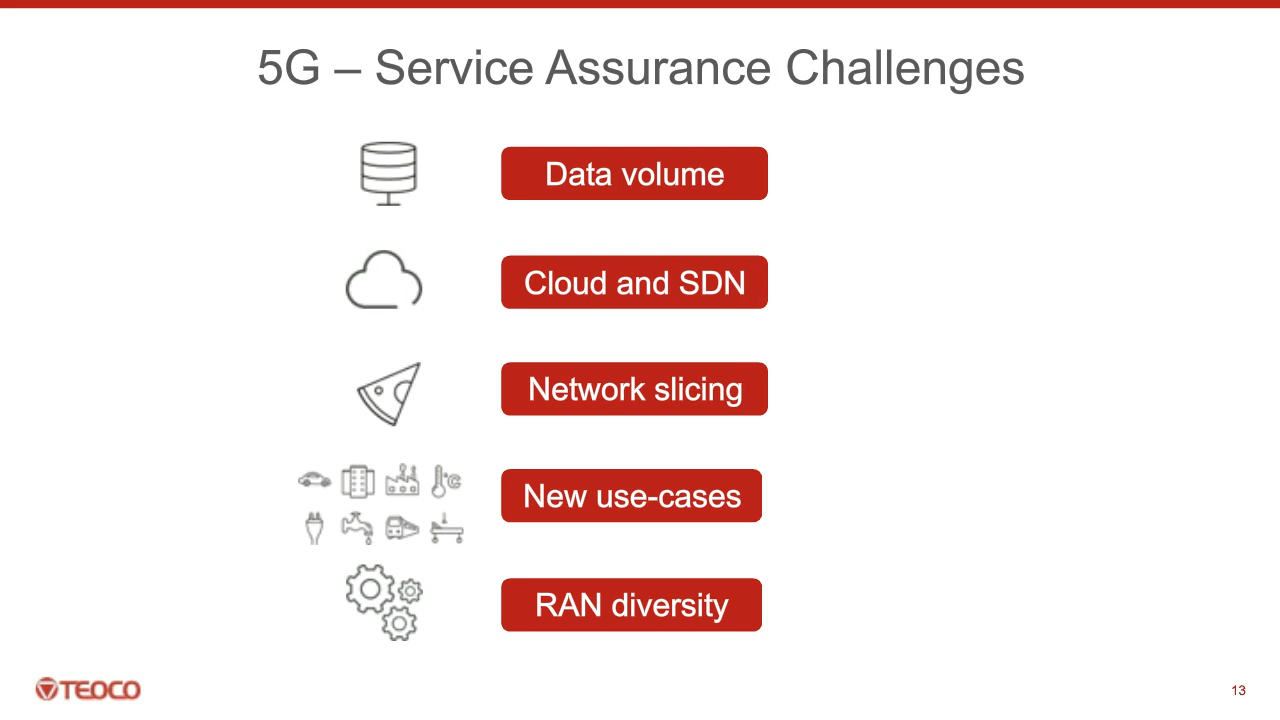 5G – Service Assurance Challenges
Data volume
Cloud and SDN
Network slicing
New use-cases
°C
RAN diversity
TEOCO
13